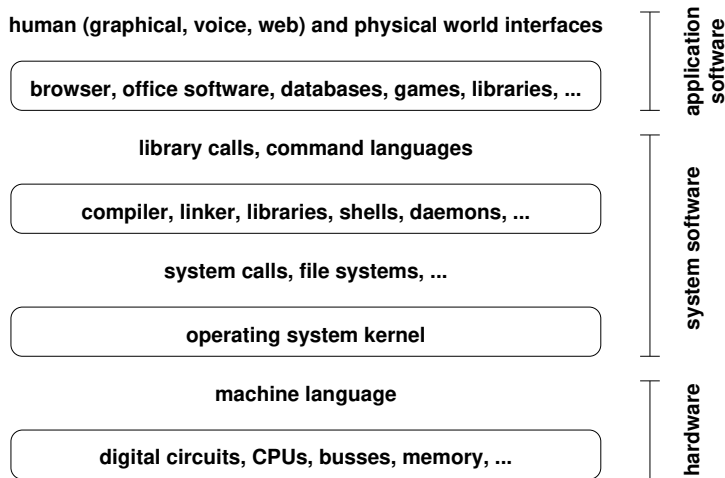 human (graphical, voice, web) and physical world interfaces
browser, office software, databases, games, libraries, ...
application
software
library calls, command languages
compiler, linker, libraries, shells, daemons, ...
system calls, file systems, ...
operating system kernel
system software
machine language
digital circuits, CPUs, busses, memory, ...
hardware